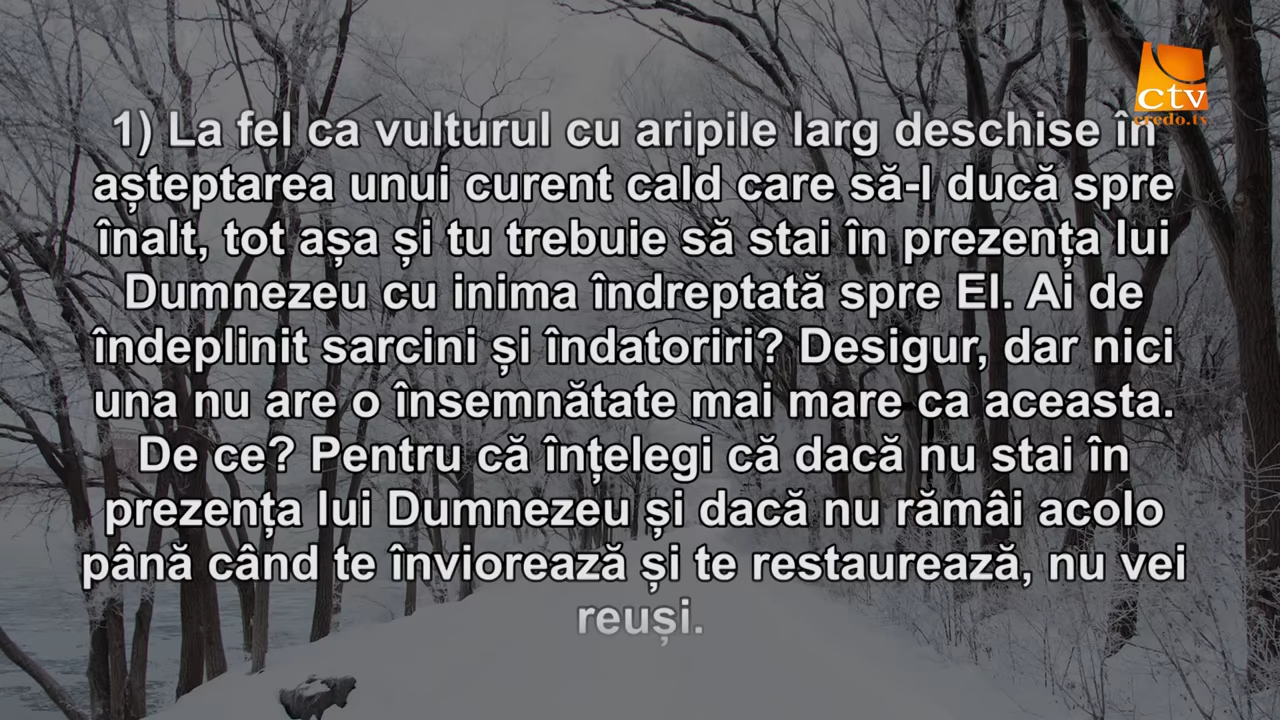 ctv
credo.tv
1) La fel ca vulturul cu aripile larg deschise în
așteptarea unui curent cald care să-l ducă spre
înalt, tot așa și tu trebuie să stai în prezența lui
Dumnezeu cu inima îndreptată spre El. Ai de
îndeplinit sarcini și îndatoriri? Desigur, dar nici
una nu are o însemnătate mai mare ca aceasta.
De ce? Pentru că înțelegi că dacă nu stai în
prezența lui Dumnezeu și dacă nu rămâi acolo
până când te înviorează și te restaurează, nu vei
reuși.